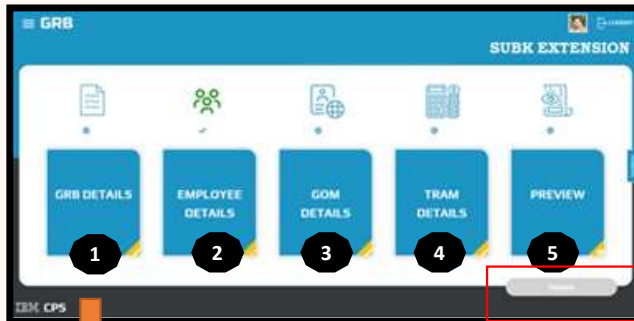 GRB
SUBK EXTENSION
GRB DETAILS
EMPLOYEE
DETAILS
GOM
DETAILS
TRAM
DETAILS
PREVIEW
1
2
3
4
5
IBM CPS